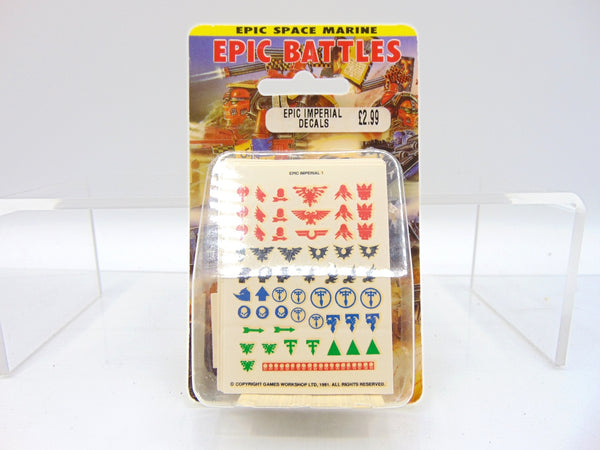 EPIC SPACE MARINE
EPIC BATTLES
EPIC IMPERIAL
DECALS
£2.99
EPIC IMPERIAL 1
© COPYRIGHT GAMES WORKSHOP LTD, 1991. ALL RIGHTS RESERVED.